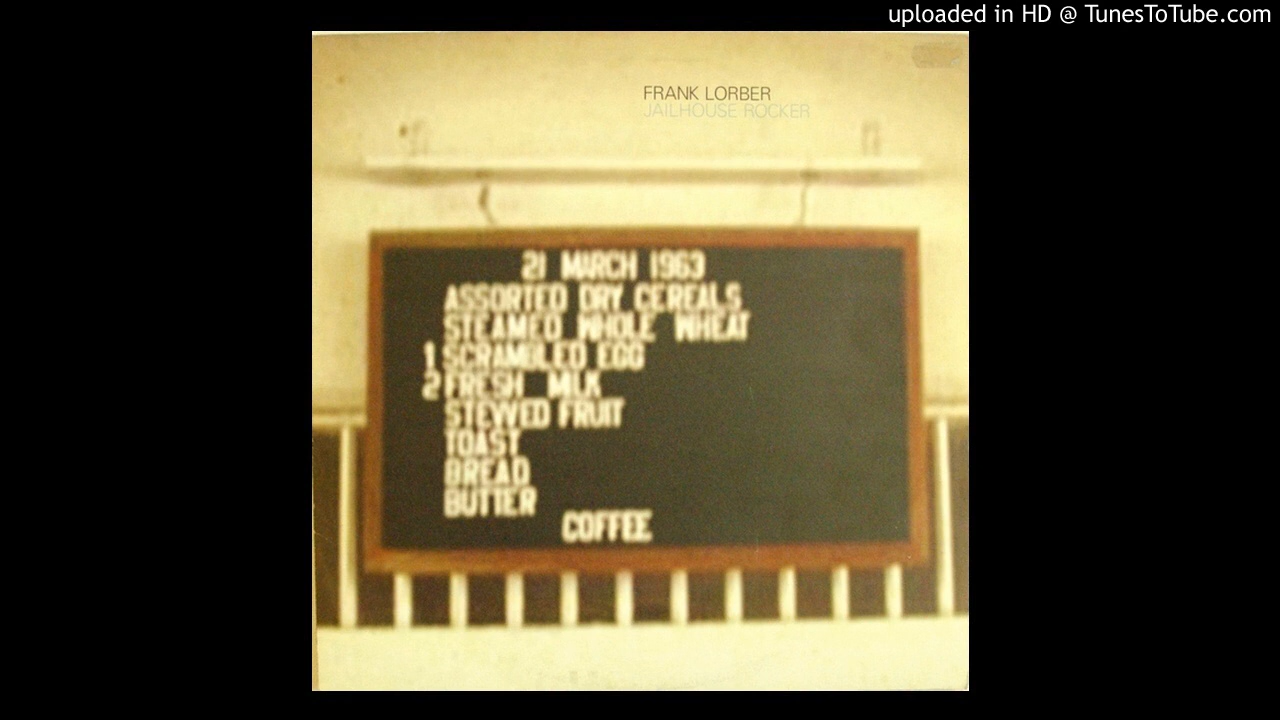 uploaded in HD @ TunesToTube.com
FRANK LORBER
JAILHOUSE ROCKER
21 MARCH 1963
ASSORTED DRY CEREALS
STEAMED WHOLE WHEAT
1 SCRAMBLED EGG
2 FRESH MILK
STEWED FRUIT
TOAST
BREAD
BUTTER
COFFEE